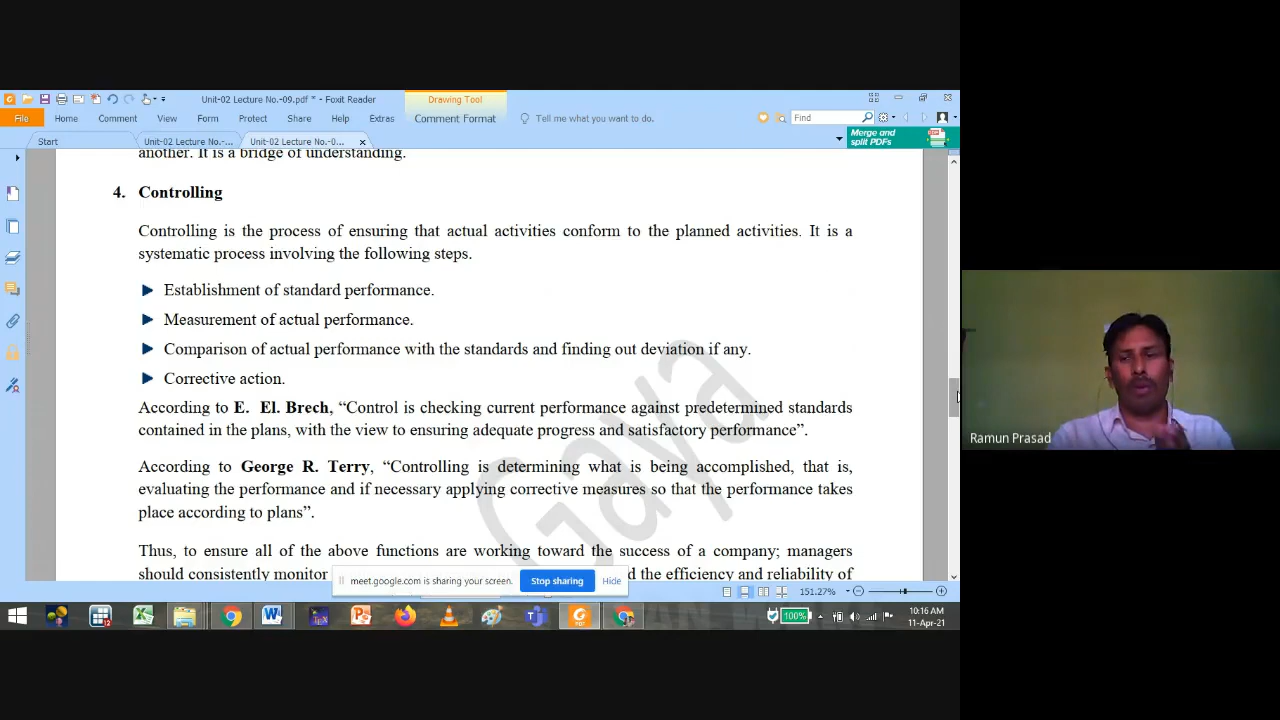 Unit-02 Lecture No.-09.pdf * - Foxit Reader
Drawing Tool
File Home Comment View Form Protect Share Help Extras Comment Format Tell me what you want to do. Find
Start Unit-02 Lecture No.-... Unit-02 Lecture No.-0... Merge and
split PDFs
another. It is a bridge of understanding.
4. Controlling
Controlling is the process of ensuring that actual activities conform to the planned activities. It is a
systematic process involving the following steps.
Establishment of standard performance.
Measurement of actual performance.
Comparison of actual performance with the standards and finding out deviation if any.
Corrective action.
According to E. El. Brech, “Control is checking current performance against predetermined standards
contained in the plans, with the view to ensuring adequate progress and satisfactory performance”.
According to George R. Terry, “Controlling is determining what is being accomplished, that is,
evaluating the performance and if necessary applying corrective measures so that the performance takes
place according to plans”.
Thus, to ensure all of the above functions are working toward the success of a company; managers
should consistently monitor
d the efficiency and reliability of
Gaya
meet.google.com is sharing your screen. Stop sharing Hide
151.27%
100%
10:16 AM
11-Apr-21
Ramun Prasad